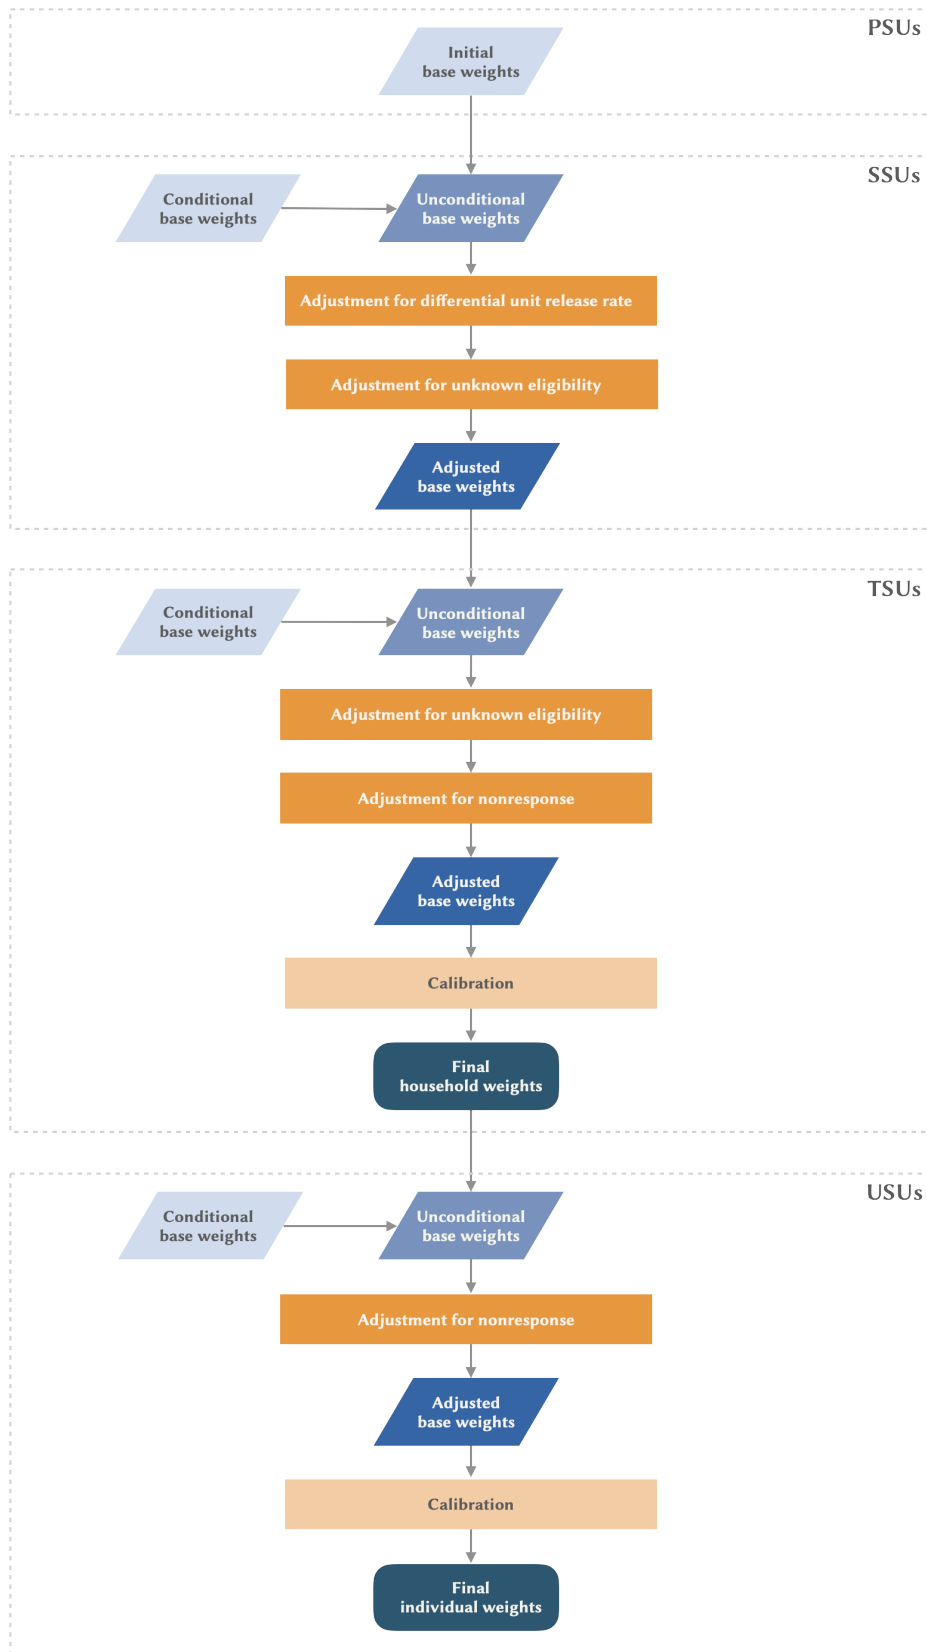 PSUs
Initial
base weights
SSUs
Conditional
base weights
Unconditional
base weights
Adjustment for differential unit release rate
Adjustment for unknown eligibility
Adjusted
base weights
TSUs
Conditional
base weights
Unconditional
base weights
Adjustment for unknown eligibility
Adjustment for nonresponse
Adjusted
base weights
Calibration
Final
household weights
USUs
Conditional
base weights
Unconditional
base weights
Adjustment for nonresponse
Adjusted
base weights
Calibration
Final
individual weights